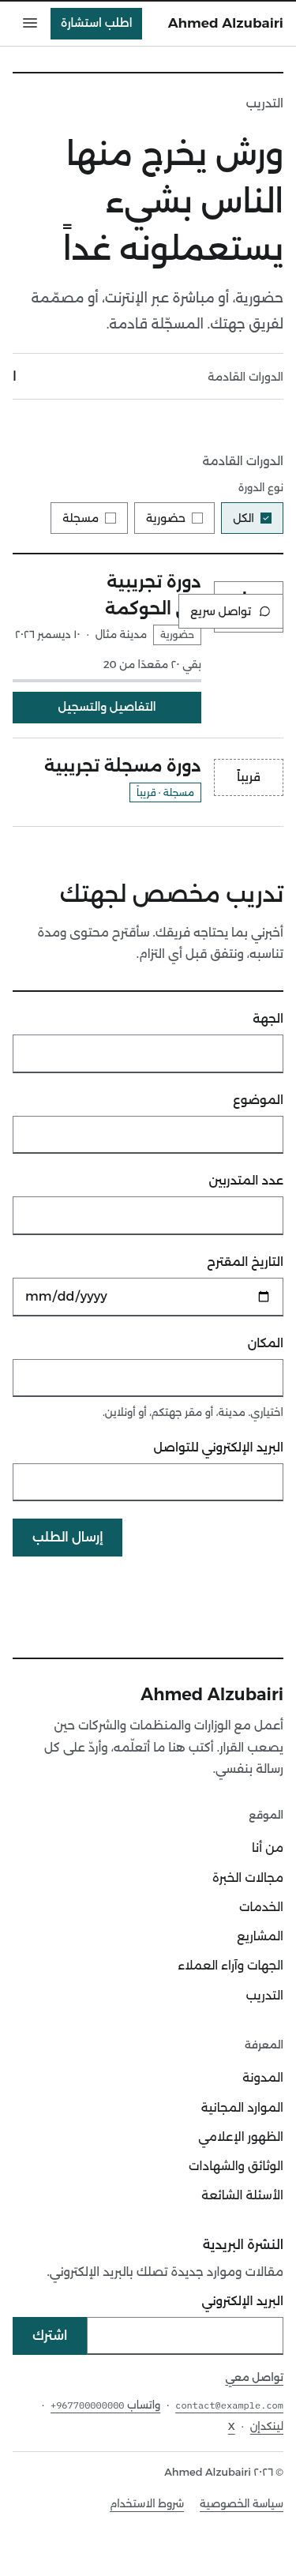 Ahmed Alzubairi
اطلب استشارة
التدريب
ورش يخرج منها
الناس بشيء
يستعملونه غداً
حضورية، أو مباشرة عبر الإنترنت، أو مصمّمة
لفريق جهتك. المسجّلة قادمة.
الدورات القادمة
١
الدورات القادمة
نوع الدورة
الكل
حضورية
مسجلة
دورة تجريبية
الحوكمة
تواصل سريع
حضورية
مدينة مثال · ١٠ ديسمبر ٢٠٢٦
بقي ٢٠ مقعدًا من 20
التفاصيل والتسجيل
قريباً
دورة مسجلة تجريبية
مسجلة · قريباً
تدريب مخصص لجهتك
أخبرني بما يحتاجه فريقك. سأقترح محتوى ومدة
تناسبه، ونتفق قبل أي التزام.
الجهة
الموضوع
عدد المتدربين
التاريخ المقترح
mm/dd/yyyy
المكان
اختياري. مدينة، أو مقر جهتكم، أو أونلاين.
البريد الإلكتروني للتواصل
إرسال الطلب
Ahmed Alzubairi
أعمل مع الوزارات والمنظمات والشركات حين
يصعب القرار. أكتب هنا ما أتعلّمه، وأردّ على كل
رسالة بنفسي.
الموقع
من أنا
مجالات الخبرة
الخدمات
المشاريع
الجهات وآراء العملاء
التدريب
المعرفة
المدونة
الموارد المجانية
الظهور الإعلامي
الوثائق والشهادات
الأسئلة الشائعة
النشرة البريدية
مقالات وموارد جديدة تصلك بالبريد الإلكتروني.
البريد الإلكتروني
اشترك
تواصل معي
contact@example.com · واتساب +967700000000 ·
لينكدإن · X
© ٢٠٢٦ Ahmed Alzubairi
سياسة الخصوصية
شروط الاستخدام